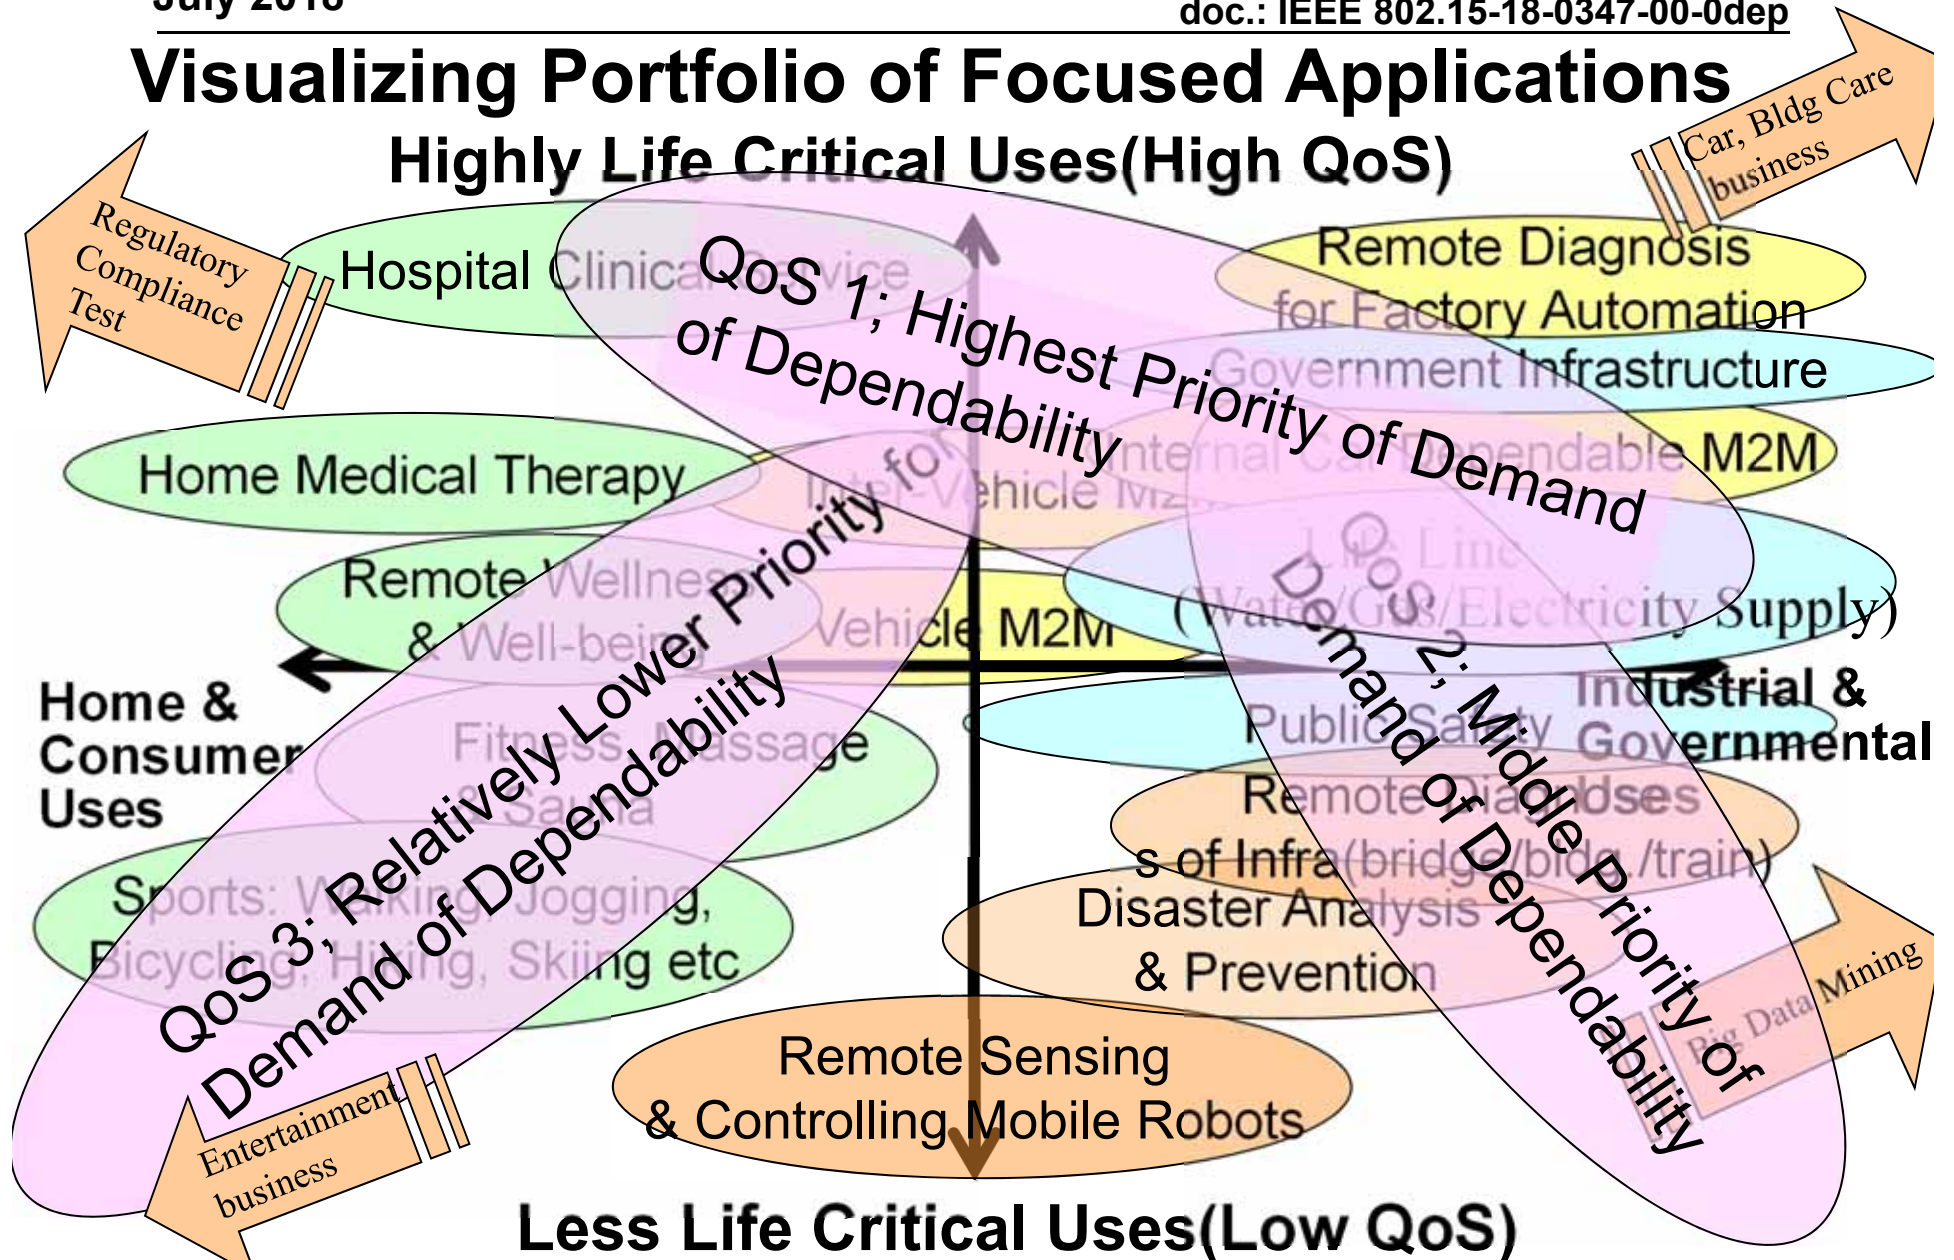 July 2018
doc.: IEEE 802.15-18-0347-00-0dep
Visualizing Portfolio of Focused Applications
Highly Life Critical Uses(High QoS)
Car, Bldg Care
business
Regulatory
Compliance
Test
Hospital Clinical Service
QoS 1; Highest Priority of Demand
of Dependability
Remote Diagnosis
for Factory Automation
Government Infrastructure
Home Medical Therapy
Internal Car Dependable M2M
Inter-Vehicle M2M
Life Line
(Water/Gas/Electricity Supply)
Remote Wellness
& Well-being
Vehicle M2M
Home &
Consumer
Uses
Industrial &
Governmental
Uses
Public Safety
Fitness, Massage
& Sauna
QoS 3; Relatively Lower Priority for
Demand of Dependability
QoS 2; Middle Priority of
Demand of Dependability
Remote Diagnosi
s of Infra(bridge/bldg./train)
Sports: Walking, Jogging,
Bicycling, Hiking, Skiing etc
Disaster Analysis
& Prevention
Big Data Mining
Remote Sensing
& Controlling Mobile Robots
Entertainment
business
Less Life Critical Uses(Low QoS)